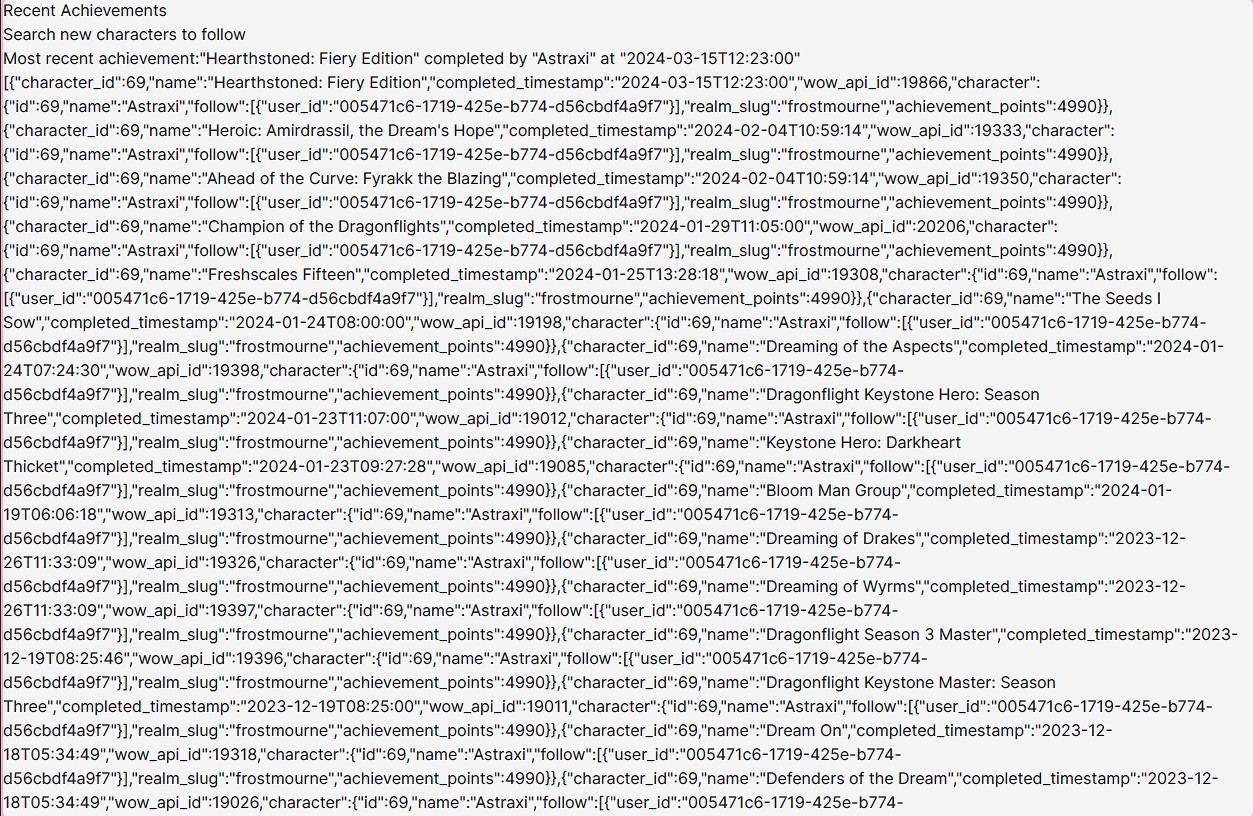 Recent Achievements
Search new characters to follow
Most recent achievement:"Hearthstoned: Fiery Edition" completed by "Astraxi" at "2024-03-15T12:23:00"
[{"character_id":69,"name":"Hearthstoned: Fiery Edition","completed_timestamp":"2024-03-15T12:23:00","wow_api_id":19866,"character":
{"id":69,"name":"Astraxi","follow":[{"user_id":"005471c6-1719-425e-b774-d56cbdf4a9f7"}],"realm_slug":"frostmourne","achievement_points":4990}},
{"character_id":69,"name":"Heroic: Amirdrassil, the Dream's Hope","completed_timestamp":"2024-02-04T10:59:14","wow_api_id":19333,"character":
{"id":69,"name":"Astraxi","follow":[{"user_id":"005471c6-1719-425e-b774-d56cbdf4a9f7"}],"realm_slug":"frostmourne","achievement_points":4990}},
{"character_id":69,"name":"Ahead of the Curve: Fyrakk the Blazing","completed_timestamp":"2024-02-04T10:59:14","wow_api_id":19350,"character":
{"id":69,"name":"Astraxi","follow":[{"user_id":"005471c6-1719-425e-b774-d56cbdf4a9f7"}],"realm_slug":"frostmourne","achievement_points":4990}},
{"character_id":69,"name":"Champion of the Dragonflights","completed_timestamp":"2024-01-29T11:05:00","wow_api_id":20206,"character":
{"id":69,"name":"Astraxi","follow":[{"user_id":"005471c6-1719-425e-b774-d56cbdf4a9f7"}],"realm_slug":"frostmourne","achievement_points":4990}},
{"character_id":69,"name":"Freshscales Fifteen","completed_timestamp":"2024-01-25T13:28:18","wow_api_id":19308,"character":{"id":69,"name":"Astraxi","follow":
[{"user_id":"005471c6-1719-425e-b774-d56cbdf4a9f7"}],"realm_slug":"frostmourne","achievement_points":4990}},{"character_id":69,"name":"The Seeds I
Sow","completed_timestamp":"2024-01-24T08:00:00","wow_api_id":19198,"character":{"id":69,"name":"Astraxi","follow":[{"user_id":"005471c6-1719-425e-b774-
d56cbdf4a9f7"}],"realm_slug":"frostmourne","achievement_points":4990}},{"character_id":69,"name":"Dreaming of the Aspects","completed_timestamp":"2024-01-
24T07:24:30","wow_api_id":19398,"character":{"id":69,"name":"Astraxi","follow":[{"user_id":"005471c6-1719-425e-b774-
d56cbdf4a9f7"}],"realm_slug":"frostmourne","achievement_points":4990}},{"character_id":69,"name":"Dragonflight Keystone Hero: Season
Three","completed_timestamp":"2024-01-23T11:07:00","wow_api_id":19012,"character":{"id":69,"name":"Astraxi","follow":[{"user_id":"005471c6-1719-425e-b774-
d56cbdf4a9f7"}],"realm_slug":"frostmourne","achievement_points":4990}},{"character_id":69,"name":"Keystone Hero: Darkheart
Thicket","completed_timestamp":"2024-01-23T09:27:28","wow_api_id":19085,"character":{"id":69,"name":"Astraxi","follow":[{"user_id":"005471c6-1719-425e-b774-
d56cbdf4a9f7"}],"realm_slug":"frostmourne","achievement_points":4990}},{"character_id":69,"name":"Bloom Man Group","completed_timestamp":"2024-01-
19T06:06:18","wow_api_id":19313,"character":{"id":69,"name":"Astraxi","follow":[{"user_id":"005471c6-1719-425e-b774-
d56cbdf4a9f7"}],"realm_slug":"frostmourne","achievement_points":4990}},{"character_id":69,"name":"Dreaming of Drakes","completed_timestamp":"2023-12-
26T11:33:09","wow_api_id":19326,"character":{"id":69,"name":"Astraxi","follow":[{"user_id":"005471c6-1719-425e-b774-
d56cbdf4a9f7"}],"realm_slug":"frostmourne","achievement_points":4990}},{"character_id":69,"name":"Dreaming of Wyrms","completed_timestamp":"2023-12-
26T11:33:09","wow_api_id":19397,"character":{"id":69,"name":"Astraxi","follow":[{"user_id":"005471c6-1719-425e-b774-
d56cbdf4a9f7"}],"realm_slug":"frostmourne","achievement_points":4990}},{"character_id":69,"name":"Dragonflight Season 3 Master","completed_timestamp":"2023-
12-19T08:25:46","wow_api_id":19396,"character":{"id":69,"name":"Astraxi","follow":[{"user_id":"005471c6-1719-425e-b774-
d56cbdf4a9f7"}],"realm_slug":"frostmourne","achievement_points":4990}},{"character_id":69,"name":"Dragonflight Keystone Master: Season
Three","completed_timestamp":"2023-12-19T08:25:00","wow_api_id":19011,"character":{"id":69,"name":"Astraxi","follow":[{"user_id":"005471c6-1719-425e-b774-
d56cbdf4a9f7"}],"realm_slug":"frostmourne","achievement_points":4990}},{"character_id":69,"name":"Dream On","completed_timestamp":"2023-12-
18T05:34:49","wow_api_id":19318,"character":{"id":69,"name":"Astraxi","follow":[{"user_id":"005471c6-1719-425e-b774-
d56cbdf4a9f7"}],"realm_slug":"frostmourne","achievement_points":4990}},{"character_id":69,"name":"Defenders of the Dream","completed_timestamp":"2023-12-
18T05:34:49","wow_api_id":19026,"character":{"id":69,"name":"Astraxi","follow":[{"user_id":"005471c6-1719-425e-b774-